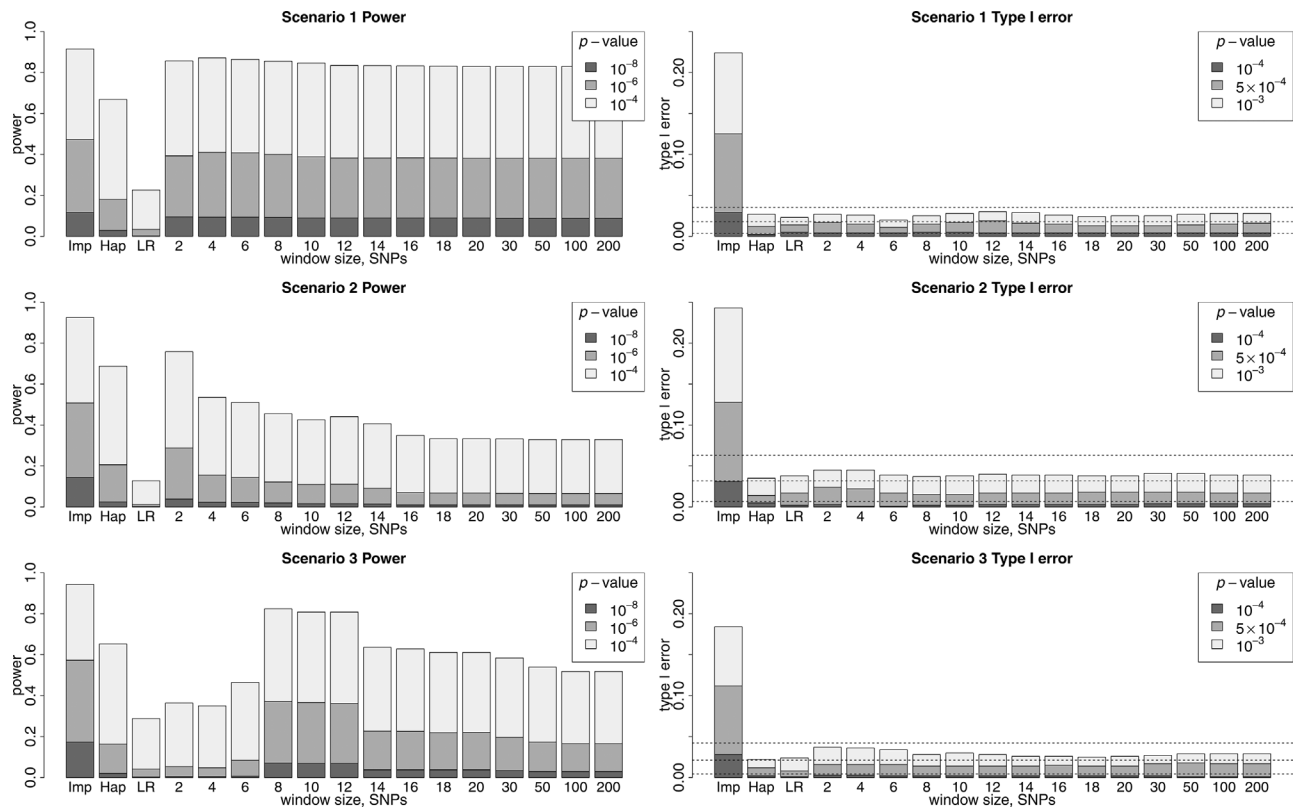 Scenario 1 Power
power
0.0 0.2 0.4 0.6 0.8 1.0
p − value
10⁻⁸
10⁻⁶
10⁻⁴
Imp Hap LR 2 4 6 8 10 12 14 16 18 20 30 50 100 200
window size, SNPs
Scenario 1 Type I error
type I error
0.00 0.10 0.20
p − value
10⁻⁴
5×10⁻⁴
10⁻³
Imp Hap LR 2 4 6 8 10 12 14 16 18 20 30 50 100 200
window size, SNPs
Scenario 2 Power
power
0.0 0.2 0.4 0.6 0.8 1.0
p − value
10⁻⁸
10⁻⁶
10⁻⁴
Imp Hap LR 2 4 6 8 10 12 14 16 18 20 30 50 100 200
window size, SNPs
Scenario 2 Type I error
type I error
0.00 0.10 0.20
p − value
10⁻⁴
5×10⁻⁴
10⁻³
Imp Hap LR 2 4 6 8 10 12 14 16 18 20 30 50 100 200
window size, SNPs
Scenario 3 Power
power
0.0 0.2 0.4 0.6 0.8 1.0
p − value
10⁻⁸
10⁻⁶
10⁻⁴
Imp Hap LR 2 4 6 8 10 12 14 16 18 20 30 50 100 200
window size, SNPs
Scenario 3 Type I error
type I error
0.00 0.10 0.20
p − value
10⁻⁴
5×10⁻⁴
10⁻³
Imp Hap LR 2 4 6 8 10 12 14 16 18 20 30 50 100 200
window size, SNPs